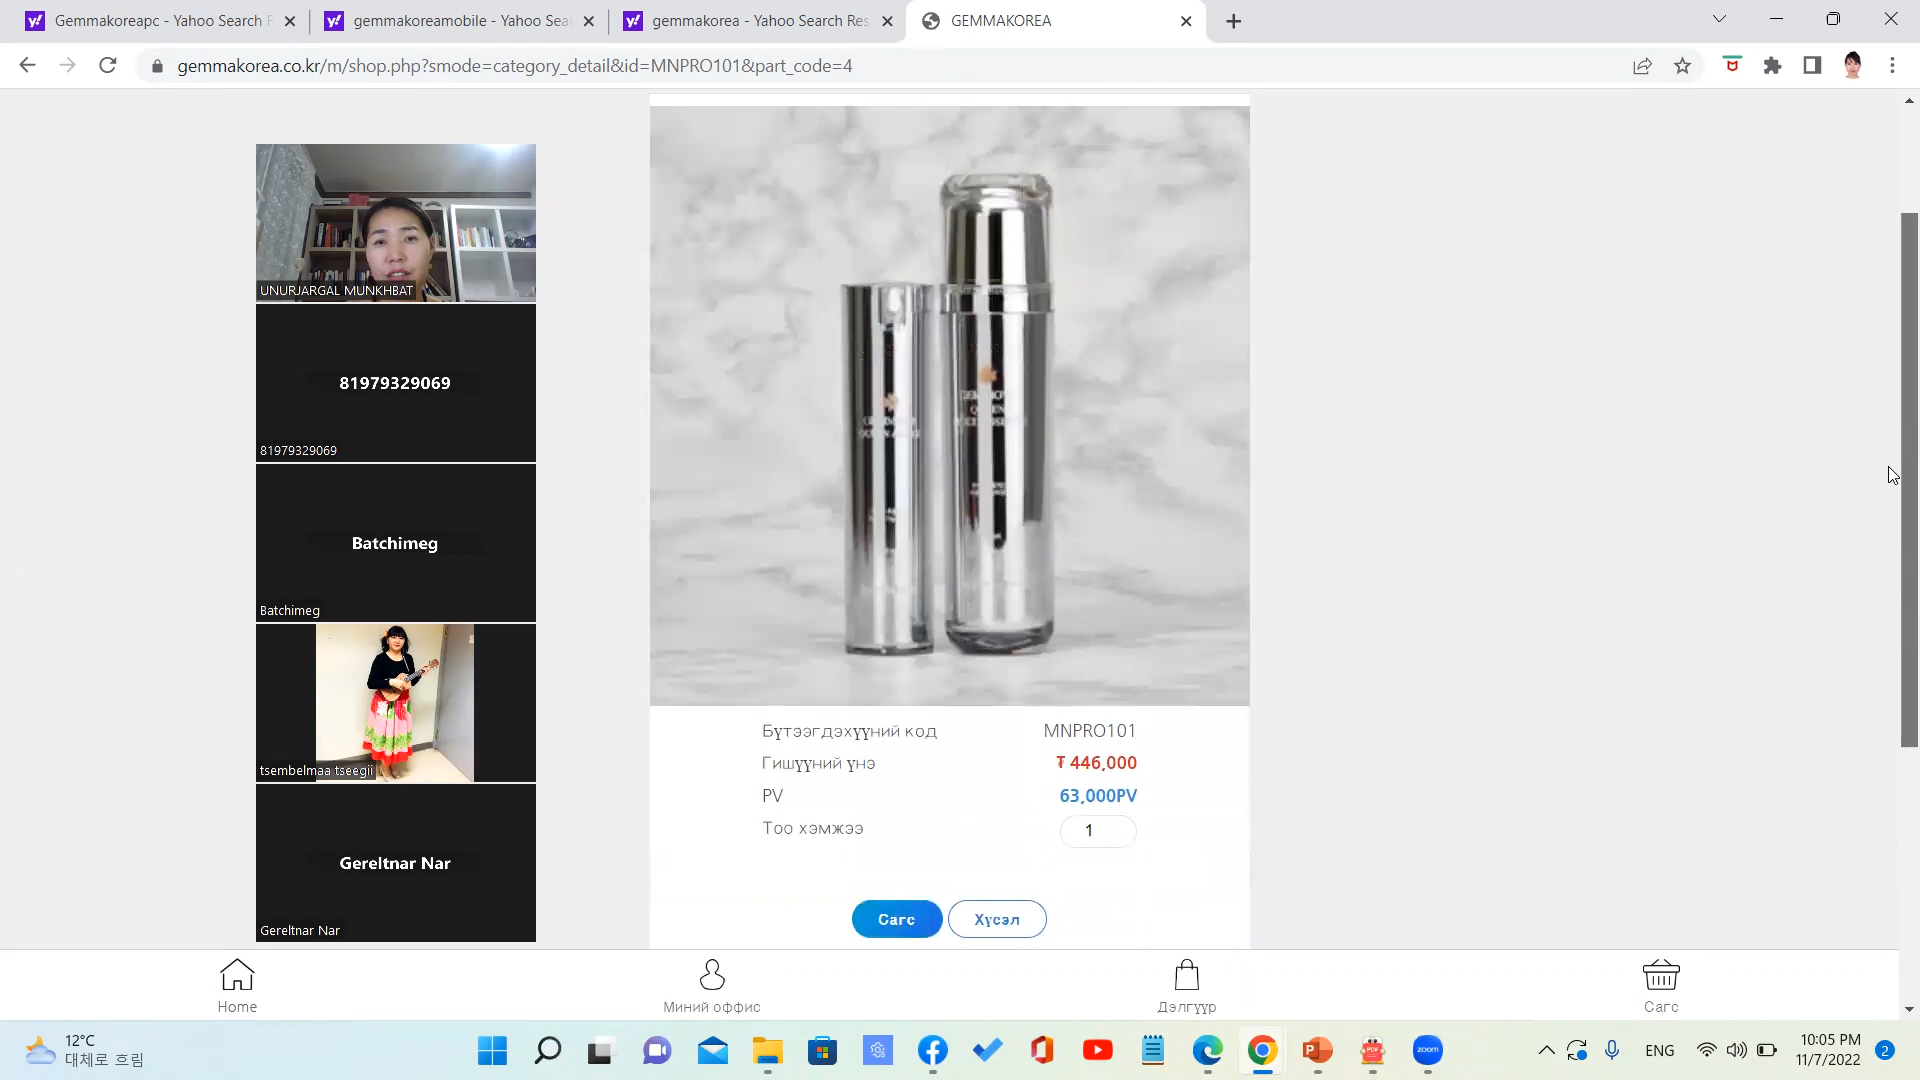 Gemmakoreapc - Yahoo Search R
gemmakoreamobile - Yahoo Sea
gemmakorea - Yahoo Search Res
GEMMAKOREA
gemmakorea.co.kr/m/shop.php?smode=category_detail&id=MNPRO101&part_code=4
UNURJARGAL MUNKHBAT
81979329069
81979329069
Batchimeg
Batchimeg
tsembelmaa tseegii
Gereltnar Nar
Gereltnar Nar
Бүтээгдэхүүний код MNPRO101
Гишүүний үнэ ₮ 446,000
PV 63,000PV
Тоо хэмжээ 1
Сагс Хүсэл
Home Миний оффис Дэлгүүр Сагс
12°C
대체로 흐림
zoom
ENG
10:05 PM
11/7/2022
2